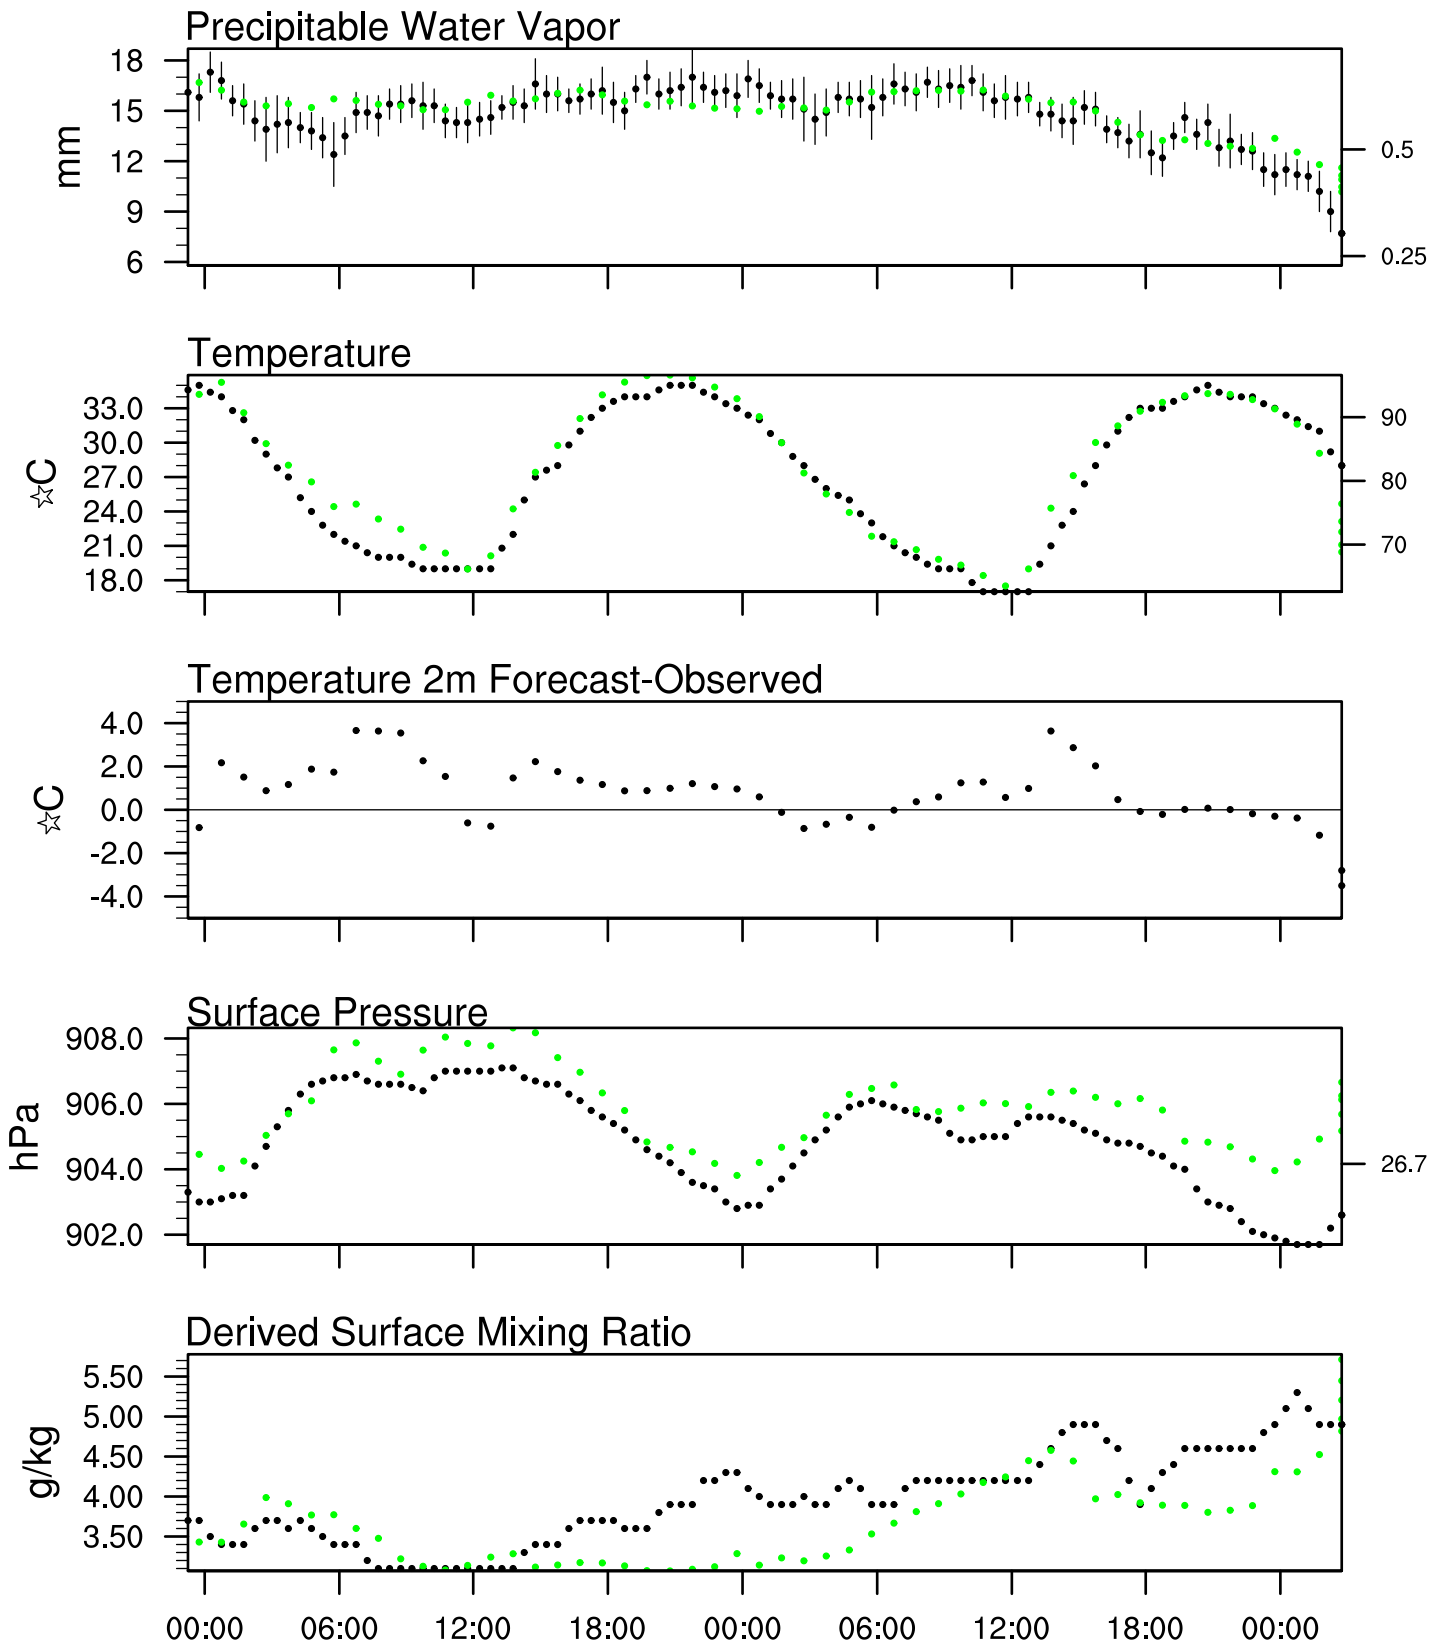 Precipitable Water Vapor
18
15
12
9
6
mm
0.5
0.25
Temperature
33.0
30.0
27.0
24.0
21.0
18.0
☆C
90
80
70
Temperature 2m Forecast-Observed
4.0
2.0
0.0
-2.0
-4.0
☆C
Surface Pressure
908.0
906.0
904.0
902.0
hPa
26.7
Derived Surface Mixing Ratio
5.50
5.00
4.50
4.00
3.50
g/kg
00:00 06:00 12:00 18:00 00:00 06:00 12:00 18:00 00:00